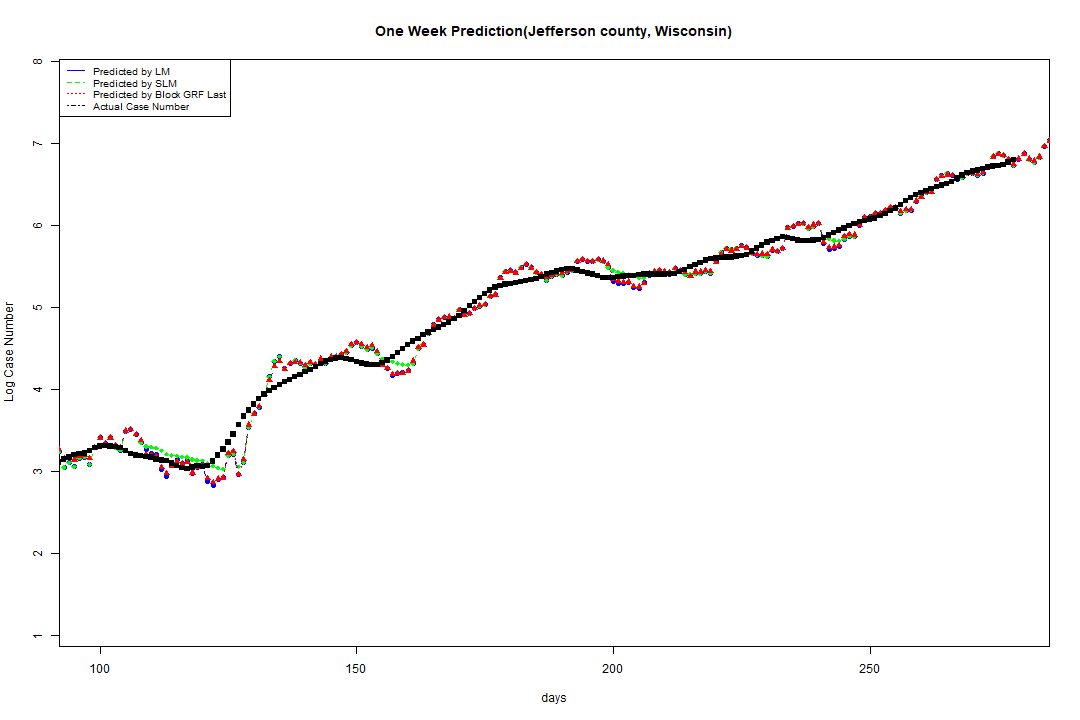 One Week Prediction(Jefferson county, Wisconsin)
Predicted by LM
Predicted by SLM
Predicted by Block GRF Last
Actual Case Number
8
7
6
5
4
3
2
1
Log Case Number
100 150 200 250
days